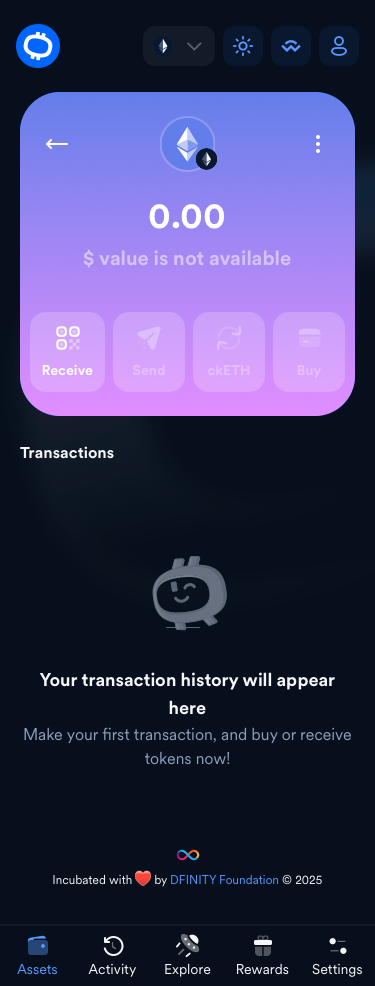 0.00
$ value is not available
Receive
Send
ckETH
Buy
Transactions
Your transaction history will appear
here
Make your first transaction, and buy or receive
tokens now!
Incubated with ❤️ by DFINITY Foundation © 2025
Assets
Activity
Explore
Rewards
Settings